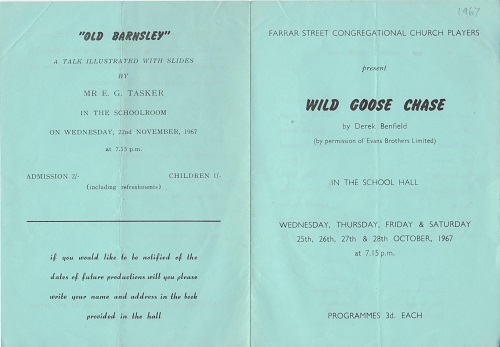 "OLD BARNSLEY"
A TALK ILLUSTRATED WITH SLIDES
BY
MR E. G. TASKER
IN THE SCHOOLROOM
ON WEDNESDAY, 22nd NOVEMBER, 1967
at 7.15 p.m.
ADMISSION 2/- CHILDREN 1/-
(including refreshments)
if you would like to be notified of the
dates of future productions will you please
write your name and address in the book
provided in the hall
1967
FARRAR STREET CONGREGATIONAL CHURCH PLAYERS
present
WILD GOOSE CHASE
by Derek Benfield
(by permission of Evans Brothers Limited)
IN THE SCHOOL HALL
WEDNESDAY, THURSDAY, FRIDAY & SATURDAY
25th, 26th, 27th & 28th OCTOBER, 1967
at 7.15 p.m.
PROGRAMMES 3d. EACH